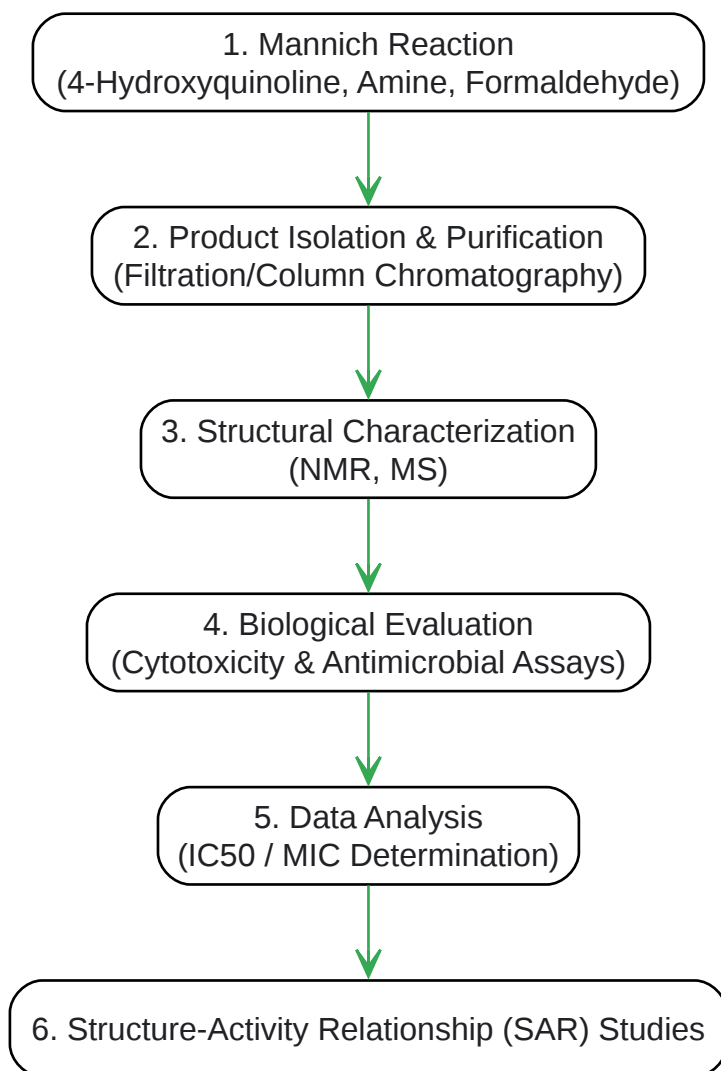 1. Mannich Reaction
(4-Hydroxyquinoline, Amine, Formaldehyde)
2. Product Isolation & Purification
(Filtration/Column Chromatography)
3. Structural Characterization
(NMR, MS)
4. Biological Evaluation
(Cytotoxicity & Antimicrobial Assays)
5. Data Analysis
(IC50 / MIC Determination)
6. Structure-Activity Relationship (SAR) Studies